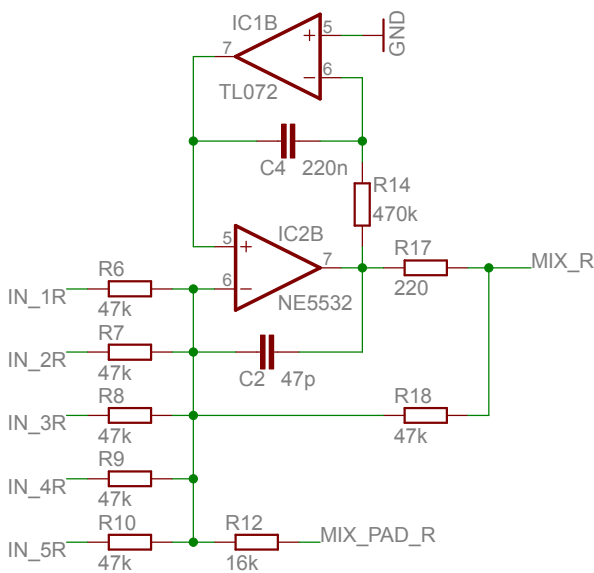 IC1B
7
+
5
GND
−
6
TL072
C4
220n
R14
470k
IC2B
5
+
7
6
−
NE5532
R17
220
MIX_R
R6
IN_1R
47k
R7
IN_2R
47k
C2
47p
R8
IN_3R
47k
R18
47k
R9
IN_4R
47k
R10
IN_5R
47k
R12
16k
MIX_PAD_R